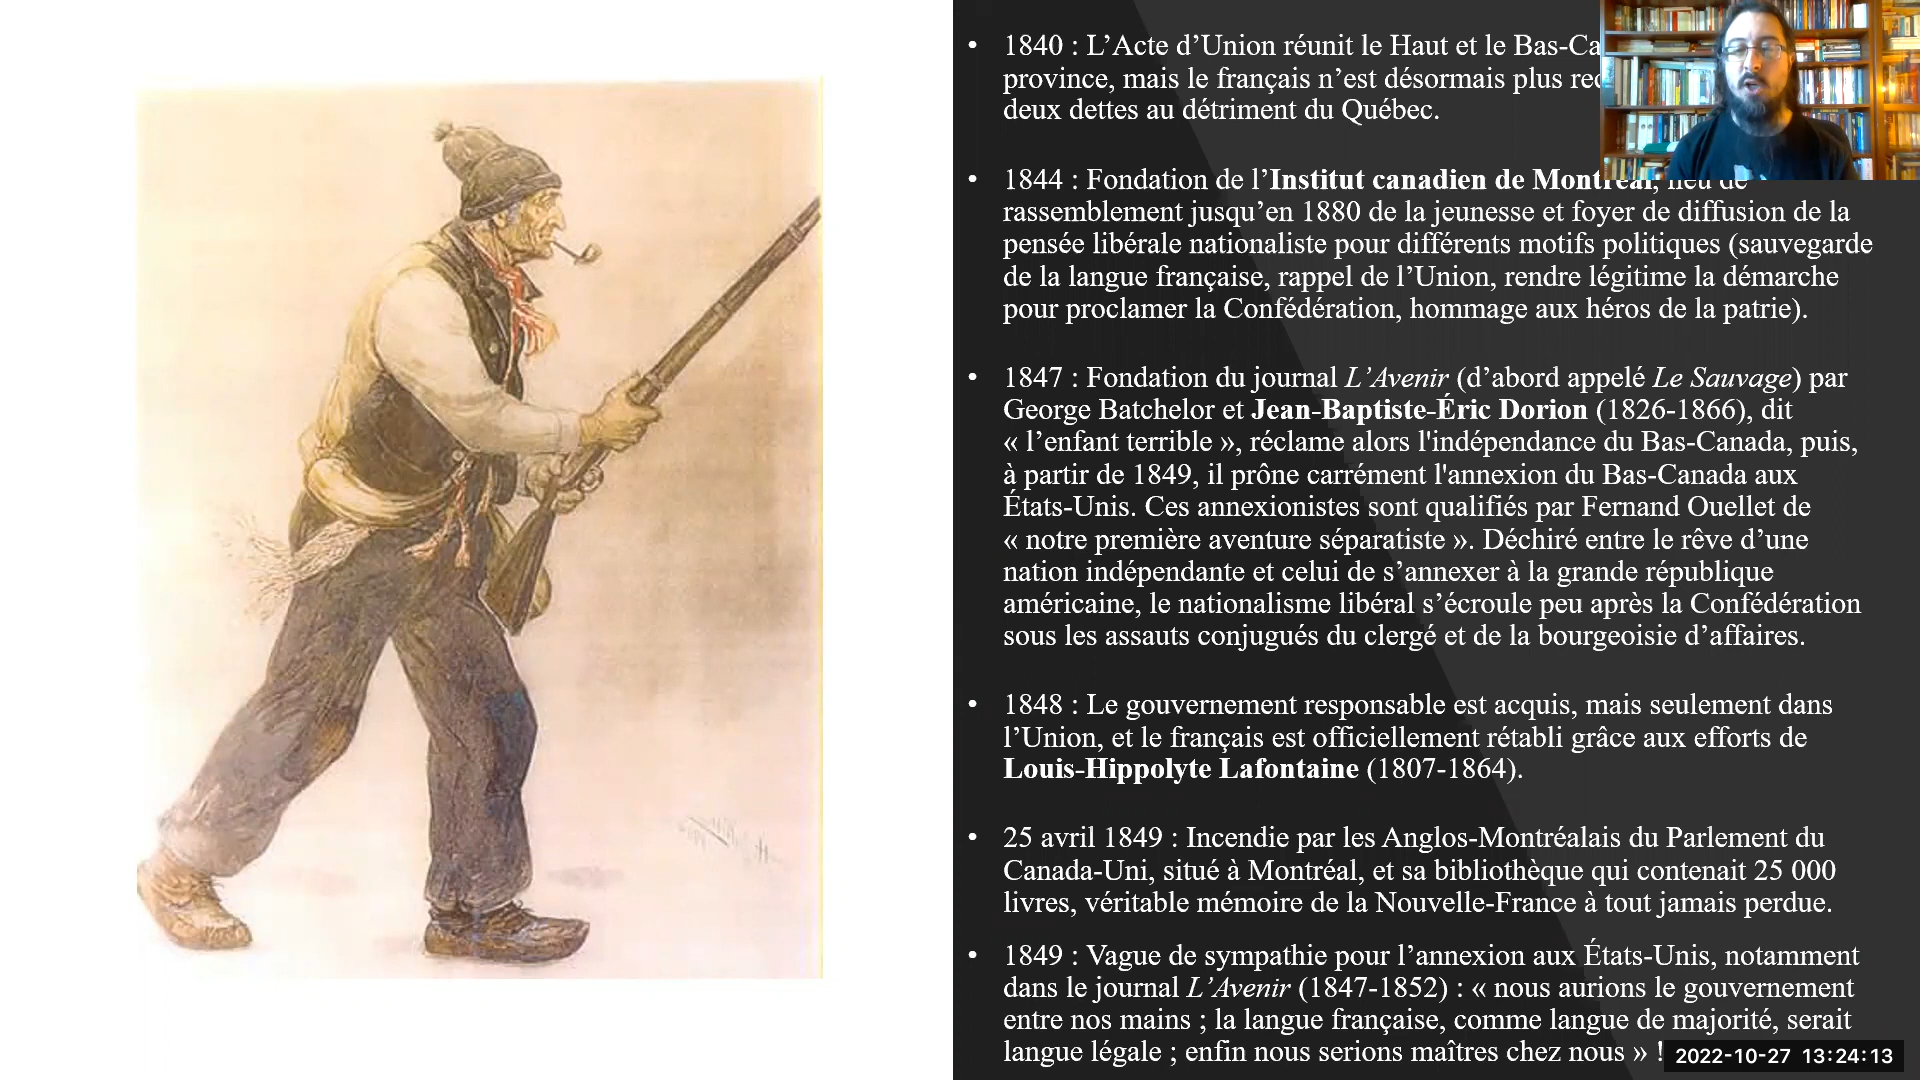 • 1840 : L’Acte d’Union réunit le Haut et le Bas-Ca
province, mais le français n’est désormais plus
deux dettes au détriment du Québec.
• 1844 : Fondation de l’Institut canadien de Montréal, lieu de
rassemblement jusqu’en 1880 de la jeunesse et foyer de diffusion de la
pensée libérale nationaliste pour différents motifs politiques (sauvegarde
de la langue française, rappel de l’Union, rendre légitime la démarche
pour proclamer la Confédération, hommage aux héros de la patrie).
• 1847 : Fondation du journal L’Avenir (d’abord appelé Le Sauvage) par
George Batchelor et Jean-Baptiste-Éric Dorion (1826-1866), dit
« l’enfant terrible », réclame alors l'indépendance du Bas-Canada, puis,
à partir de 1849, il prône carrément l'annexion du Bas-Canada aux
États-Unis. Ces annexionistes sont qualifiés par Fernand Ouellet de
« notre première aventure séparatiste ». Déchiré entre le rêve d’une
nation indépendante et celui de s’annexer à la grande république
américaine, le nationalisme libéral s’écroule peu après la Confédération
sous les assauts conjugués du clergé et de la bourgeoisie d’affaires.
• 1848 : Le gouvernement responsable est acquis, mais seulement dans
l’Union, et le français est officiellement rétabli grâce aux efforts de
Louis-Hippolyte Lafontaine (1807-1864).
• 25 avril 1849 : Incendie par les Anglos-Montréalais du Parlement du
Canada-Uni, situé à Montréal, et sa bibliothèque qui contenait 25 000
livres, véritable mémoire de la Nouvelle-France à tout jamais perdue.
• 1849 : Vague de sympathie pour l’annexion aux États-Unis, notamment
dans le journal L’Avenir (1847-1852) : « nous aurions le gouvernement
entre nos mains ; la langue française, comme langue de majorité, serait
langue légale ; enfin nous serions maîtres chez nous » !
2022-10-27 13:24:13